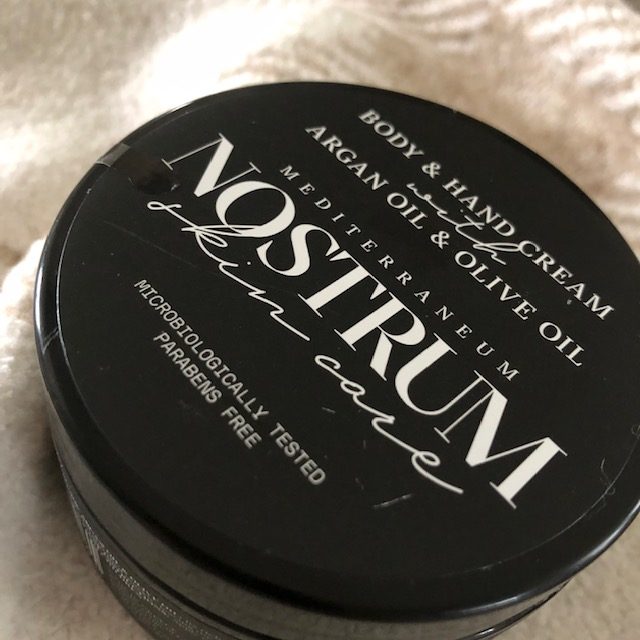 BODY & HAND CREAM
with
ARGAN OIL & OLIVE OIL
MEDITERRANEUM
NOSTRUM
skin care
MICROBIOLOGICALLY TESTED
PARABENS FREE